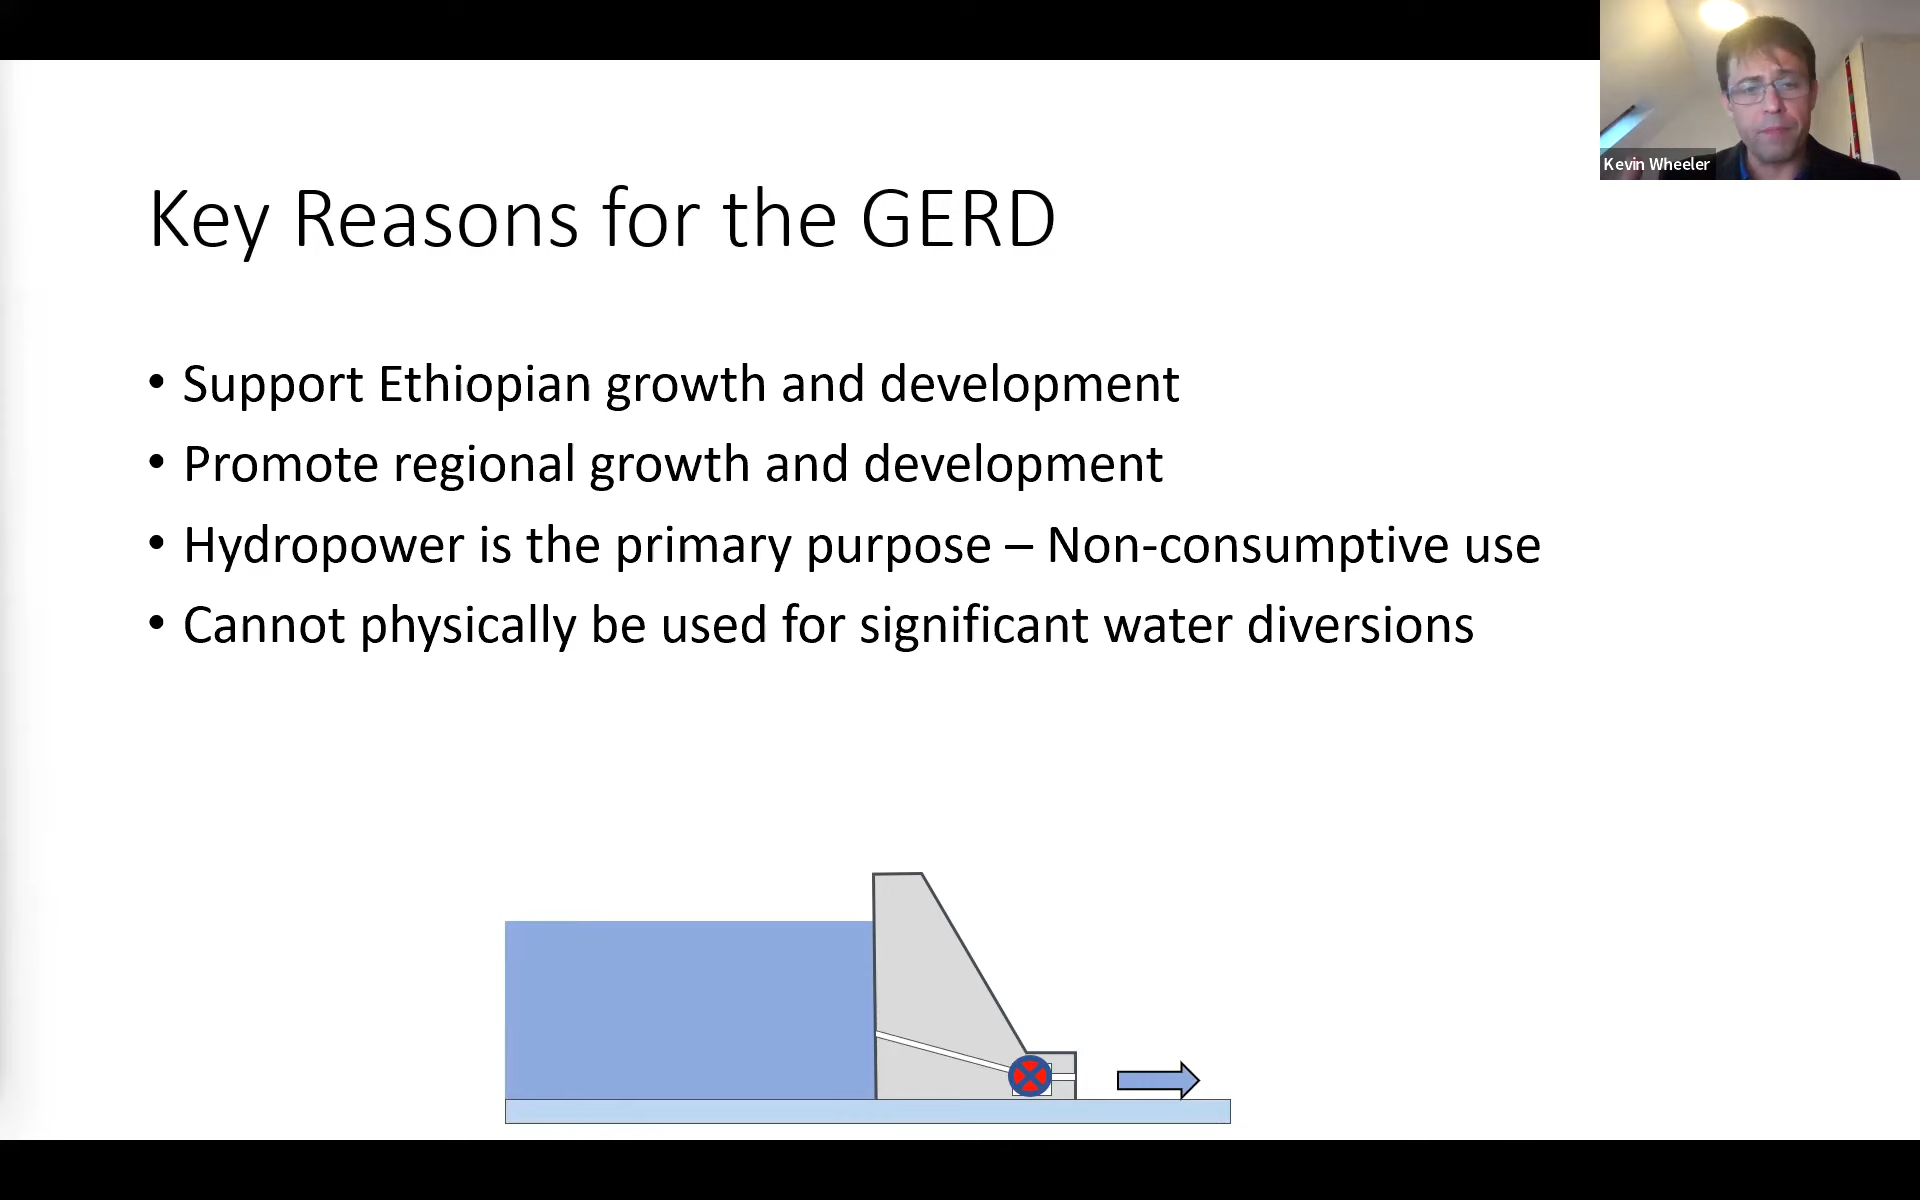 Kevin Wheeler
Key Reasons for the GERD
• Support Ethiopian growth and development
• Promote regional growth and development
• Hydropower is the primary purpose – Non-consumptive use
• Cannot physically be used for significant water diversions